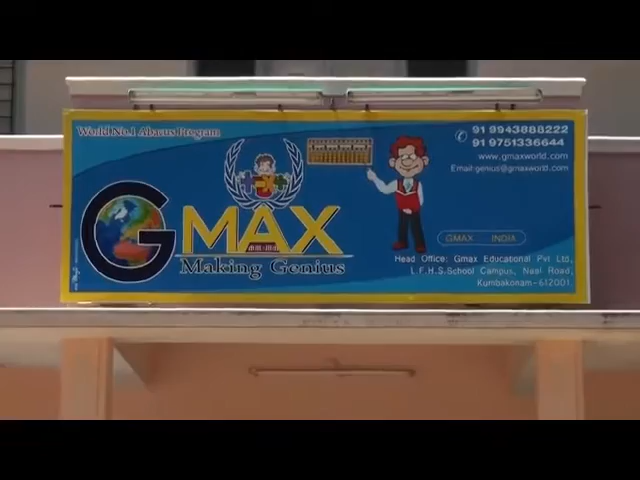 World No.1 Abacus Program
91 9943888222
91 9751336644
www.gmaxworld.com
Email:genius@gmaxworld.com
GMAX
Making Genius
GMAX INDIA
Head Office: Gmax Educational Pvt Ltd,
L.F.H.S.School Campus, Naal Road,
Kumbakonam-612001.